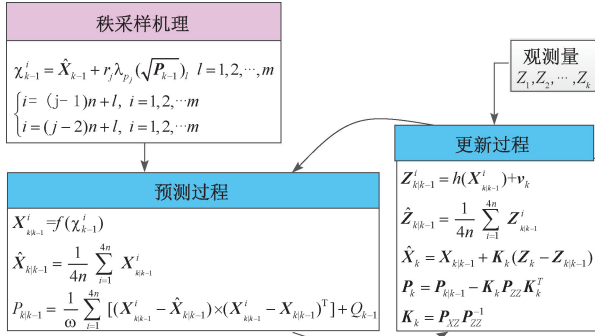 秩采样机理
χ^i_{k-1} = X̂_{k-1} + r_j λ_{p_j} (√P_{k-1})_l l=1,2,⋯,m
{ i=（j-1)n+l, i=1,2,⋯m
i=(j-2)n+l, i=1,2,⋯m
观测量
Z_1,Z_2,⋯,Z_k
预测过程
X^i_{k|k-1}=f(χ^i_{k-1})
X̂_{k|k-1} = 1/4n ∑_{i=1}^{4n} X^i_{k|k-1}
P_{k|k-1} = 1/ω ∑_{i=1}^{4n} [(X^i_{k|k-1} - X̂_{k|k-1})×(X^i_{k|k-1} - X_{k|k-1})^T]+Q_{k-1}
更新过程
Z^i_{k|k-1} = h(X^i_{k|k-1})+v_k
Ẑ_{k|k-1} = 1/4n ∑_{i=1}^{4n} Z^i_{k|k-1}
X̂_k = X_{k|k-1} + K_k (Z_k - Z_{k|k-1})
P_k = P_{k|k-1} - K_k P_{ZZ} K_k^T
K_k = P_{XZ} P_{ZZ}^{-1}